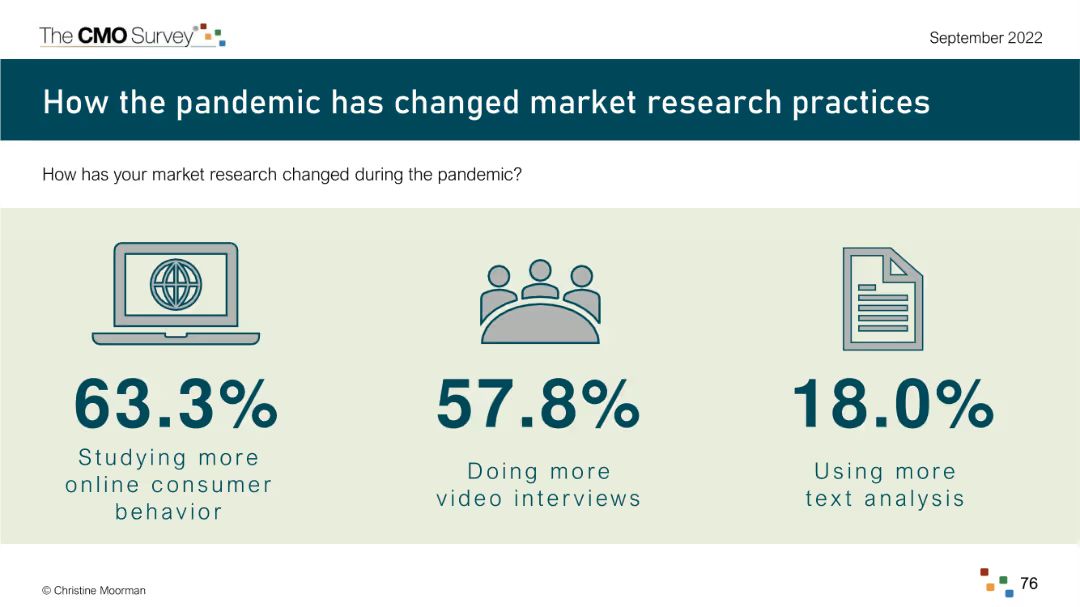 The CMO Survey
September 2022
How the pandemic has changed market research practices
How has your market research changed during the pandemic?
63.3%
Studying more
online consumer
behavior
57.8%
Doing more
video interviews
18.0%
Using more
text analysis
© Christine Moorman
76